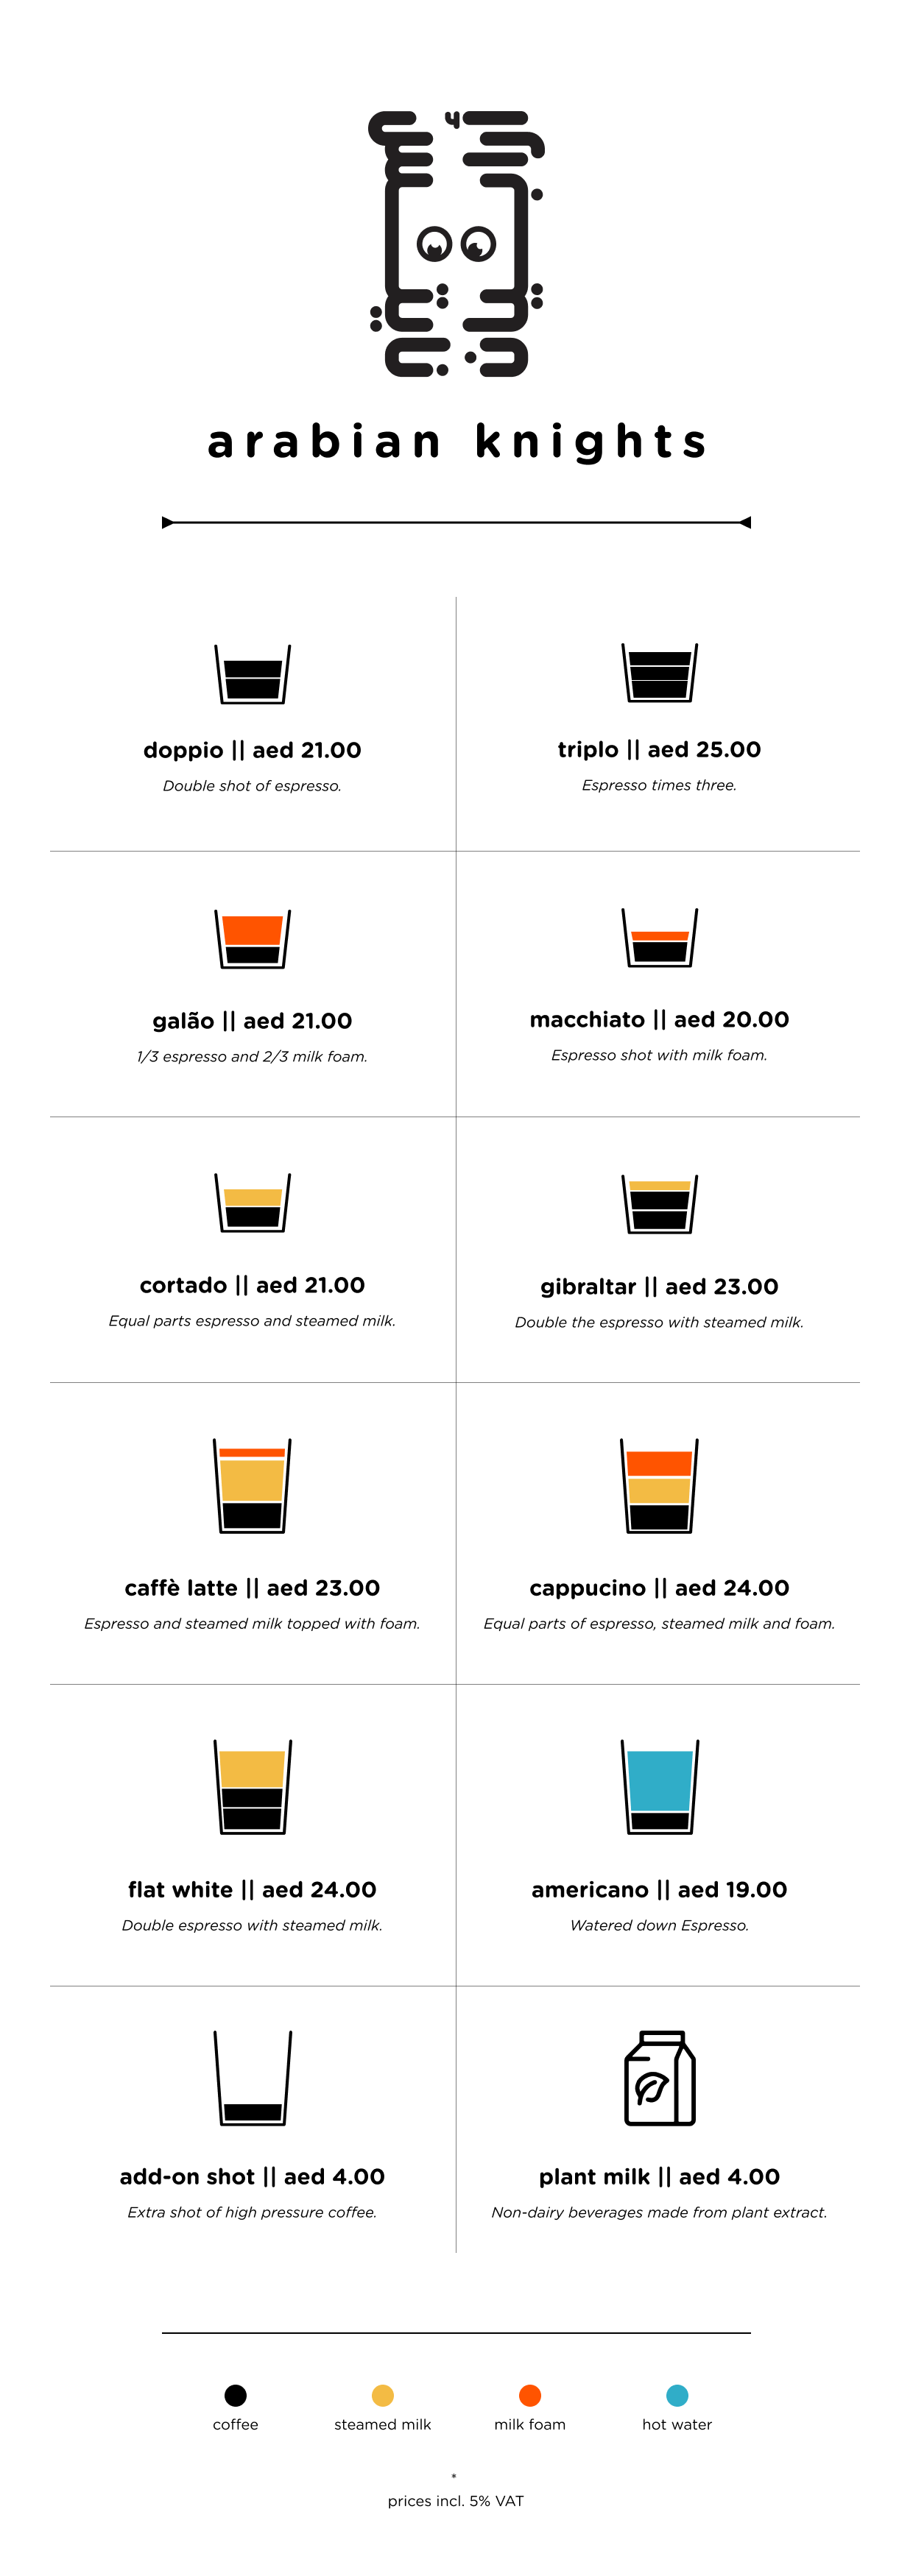 arabian knights
doppio || aed 21.00
Double shot of espresso.
triplo || aed 25.00
Espresso times three.
galão || aed 21.00
1/3 espresso and 2/3 milk foam.
macchiato || aed 20.00
Espresso shot with milk foam.
cortado || aed 21.00
Equal parts espresso and steamed milk.
gibraltar || aed 23.00
Double the espresso with steamed milk.
caffè latte || aed 23.00
Espresso and steamed milk topped with foam.
cappucino || aed 24.00
Equal parts of espresso, steamed milk and foam.
flat white || aed 24.00
Double espresso with steamed milk.
americano || aed 19.00
Watered down Espresso.
add-on shot || aed 4.00
Extra shot of high pressure coffee.
plant milk || aed 4.00
Non-dairy beverages made from plant extract.
coffee
steamed milk
milk foam
hot water
*
prices incl. 5% VAT